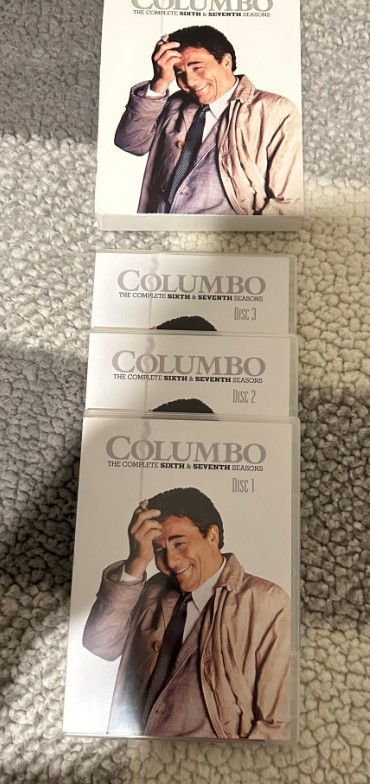 COLUMBO
THE COMPLETE SIXTH & SEVENTH SEASONS
COLUMBO
THE COMPLETE SIXTH & SEVENTH SEASONS
Disc 3
COLUMBO
THE COMPLETE SIXTH & SEVENTH SEASONS
Disc 2
COLUMBO
THE COMPLETE SIXTH & SEVENTH SEASONS
Disc 1